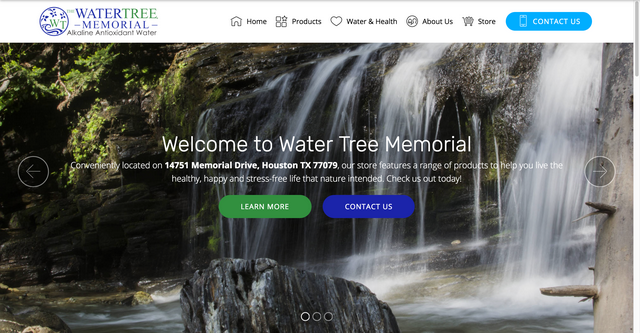 THE WATERTREE
WT
MEMORIAL
Alkaline Antioxidant Water
Home
Products
Water & Health
About Us
Store
CONTACT US
Welcome to Water Tree Memorial
Conveniently located on 14751 Memorial Drive, Houston TX 77079, our store features a range of products to help you live the
healthy, happy and stress-free life that nature intended. Check us out today!
LEARN MORE
CONTACT US